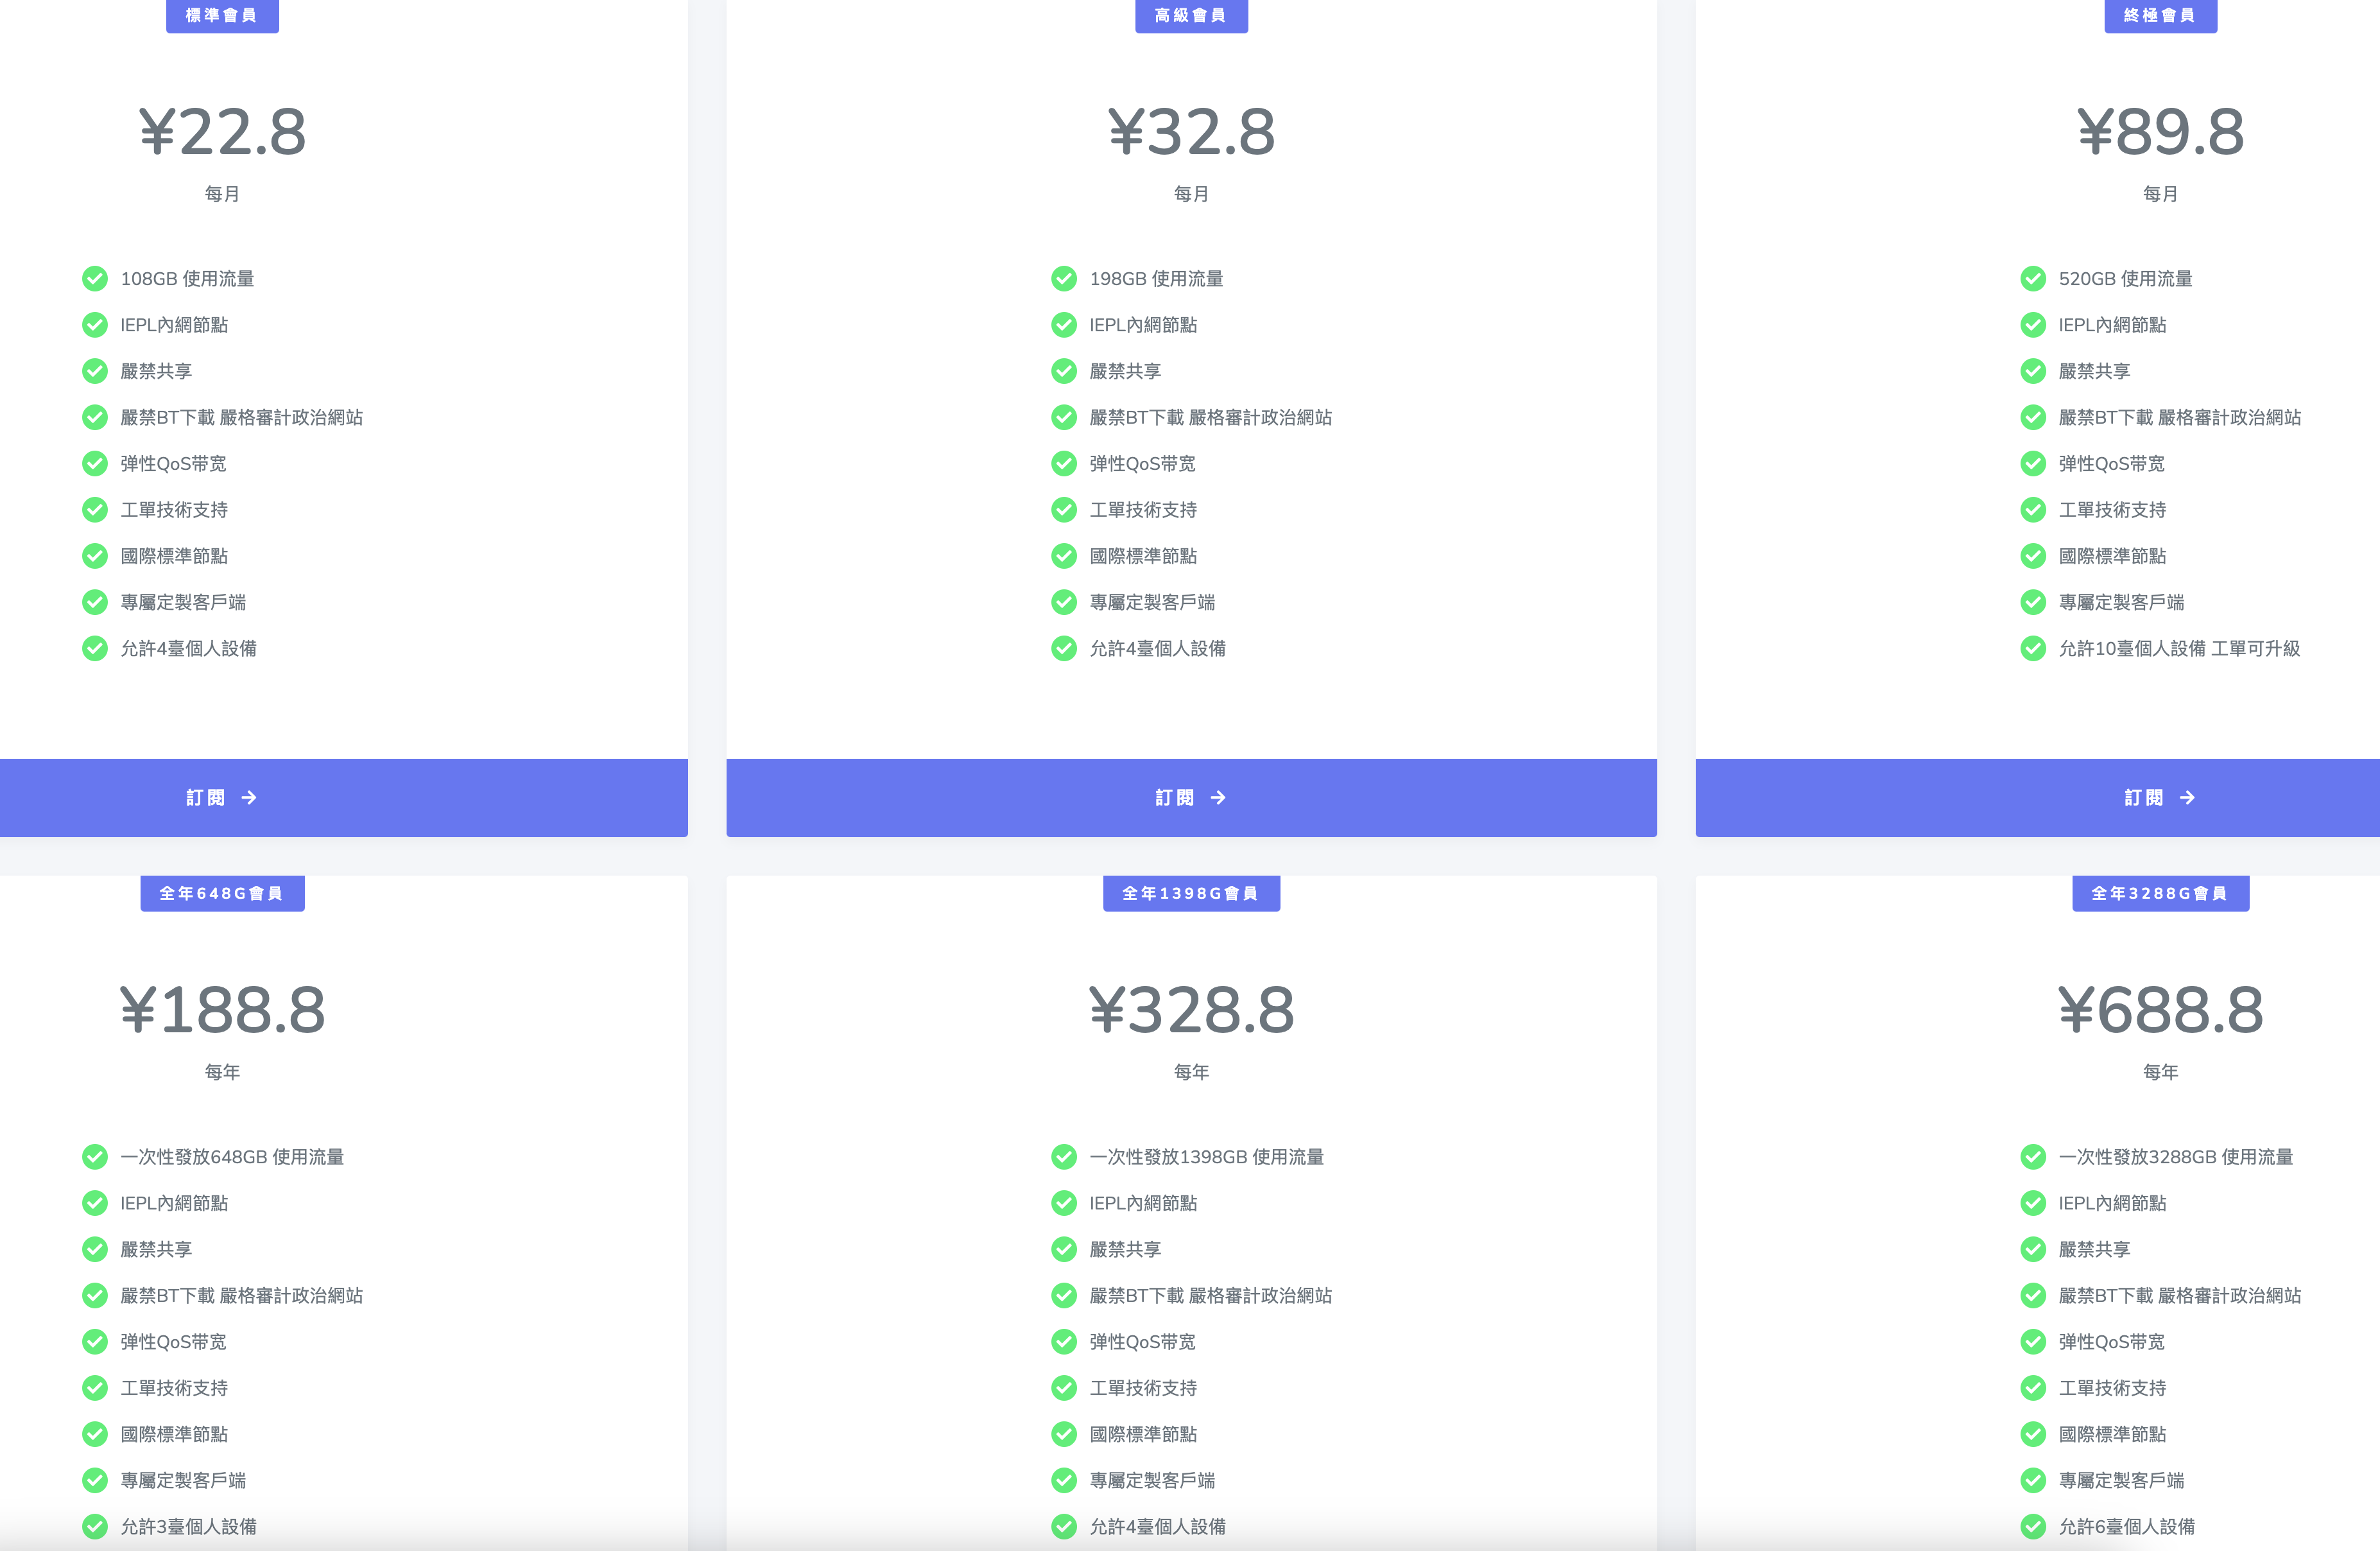 標準會員
¥22.8
每月
108GB 使用流量
IEPL內網節點
嚴禁共享
嚴禁BT下載 嚴格審計政治網站
弹性QoS带宽
工單技術支持
國際標準節點
專屬定製客戶端
允許4臺個人設備
訂閱
高級會員
¥32.8
每月
198GB 使用流量
IEPL內網節點
嚴禁共享
嚴禁BT下載 嚴格審計政治網站
弹性QoS带宽
工單技術支持
國際標準節點
專屬定製客戶端
允許4臺個人設備
訂閱
終極會員
¥89.8
每月
520GB 使用流量
IEPL內網節點
嚴禁共享
嚴禁BT下載 嚴格審計政治網站
弹性QoS带宽
工單技術支持
國際標準節點
專屬定製客戶端
允許10臺個人設備 工單可升級
訂閱
全年648G會員
¥188.8
每年
一次性發放648GB 使用流量
IEPL內網節點
嚴禁共享
嚴禁BT下載 嚴格審計政治網站
弹性QoS带宽
工單技術支持
國際標準節點
專屬定製客戶端
允許3臺個人設備
全年1398G會員
¥328.8
每年
一次性發放1398GB 使用流量
IEPL內網節點
嚴禁共享
嚴禁BT下載 嚴格審計政治網站
弹性QoS带宽
工單技術支持
國際標準節點
專屬定製客戶端
允許4臺個人設備
全年3288G會員
¥688.8
每年
一次性發放3288GB 使用流量
IEPL內網節點
嚴禁共享
嚴禁BT下載 嚴格審計政治網站
弹性QoS带宽
工單技術支持
國際標準節點
專屬定製客戶端
允許6臺個人設備